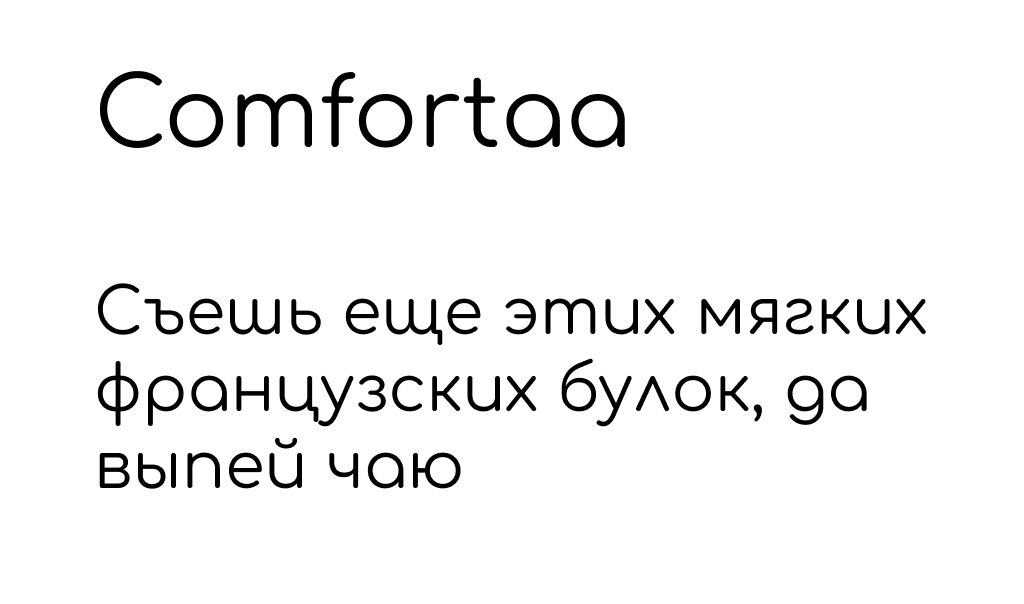 Comfortaa
Съешь еще этих мягких
французских булок, да
выпей чаю